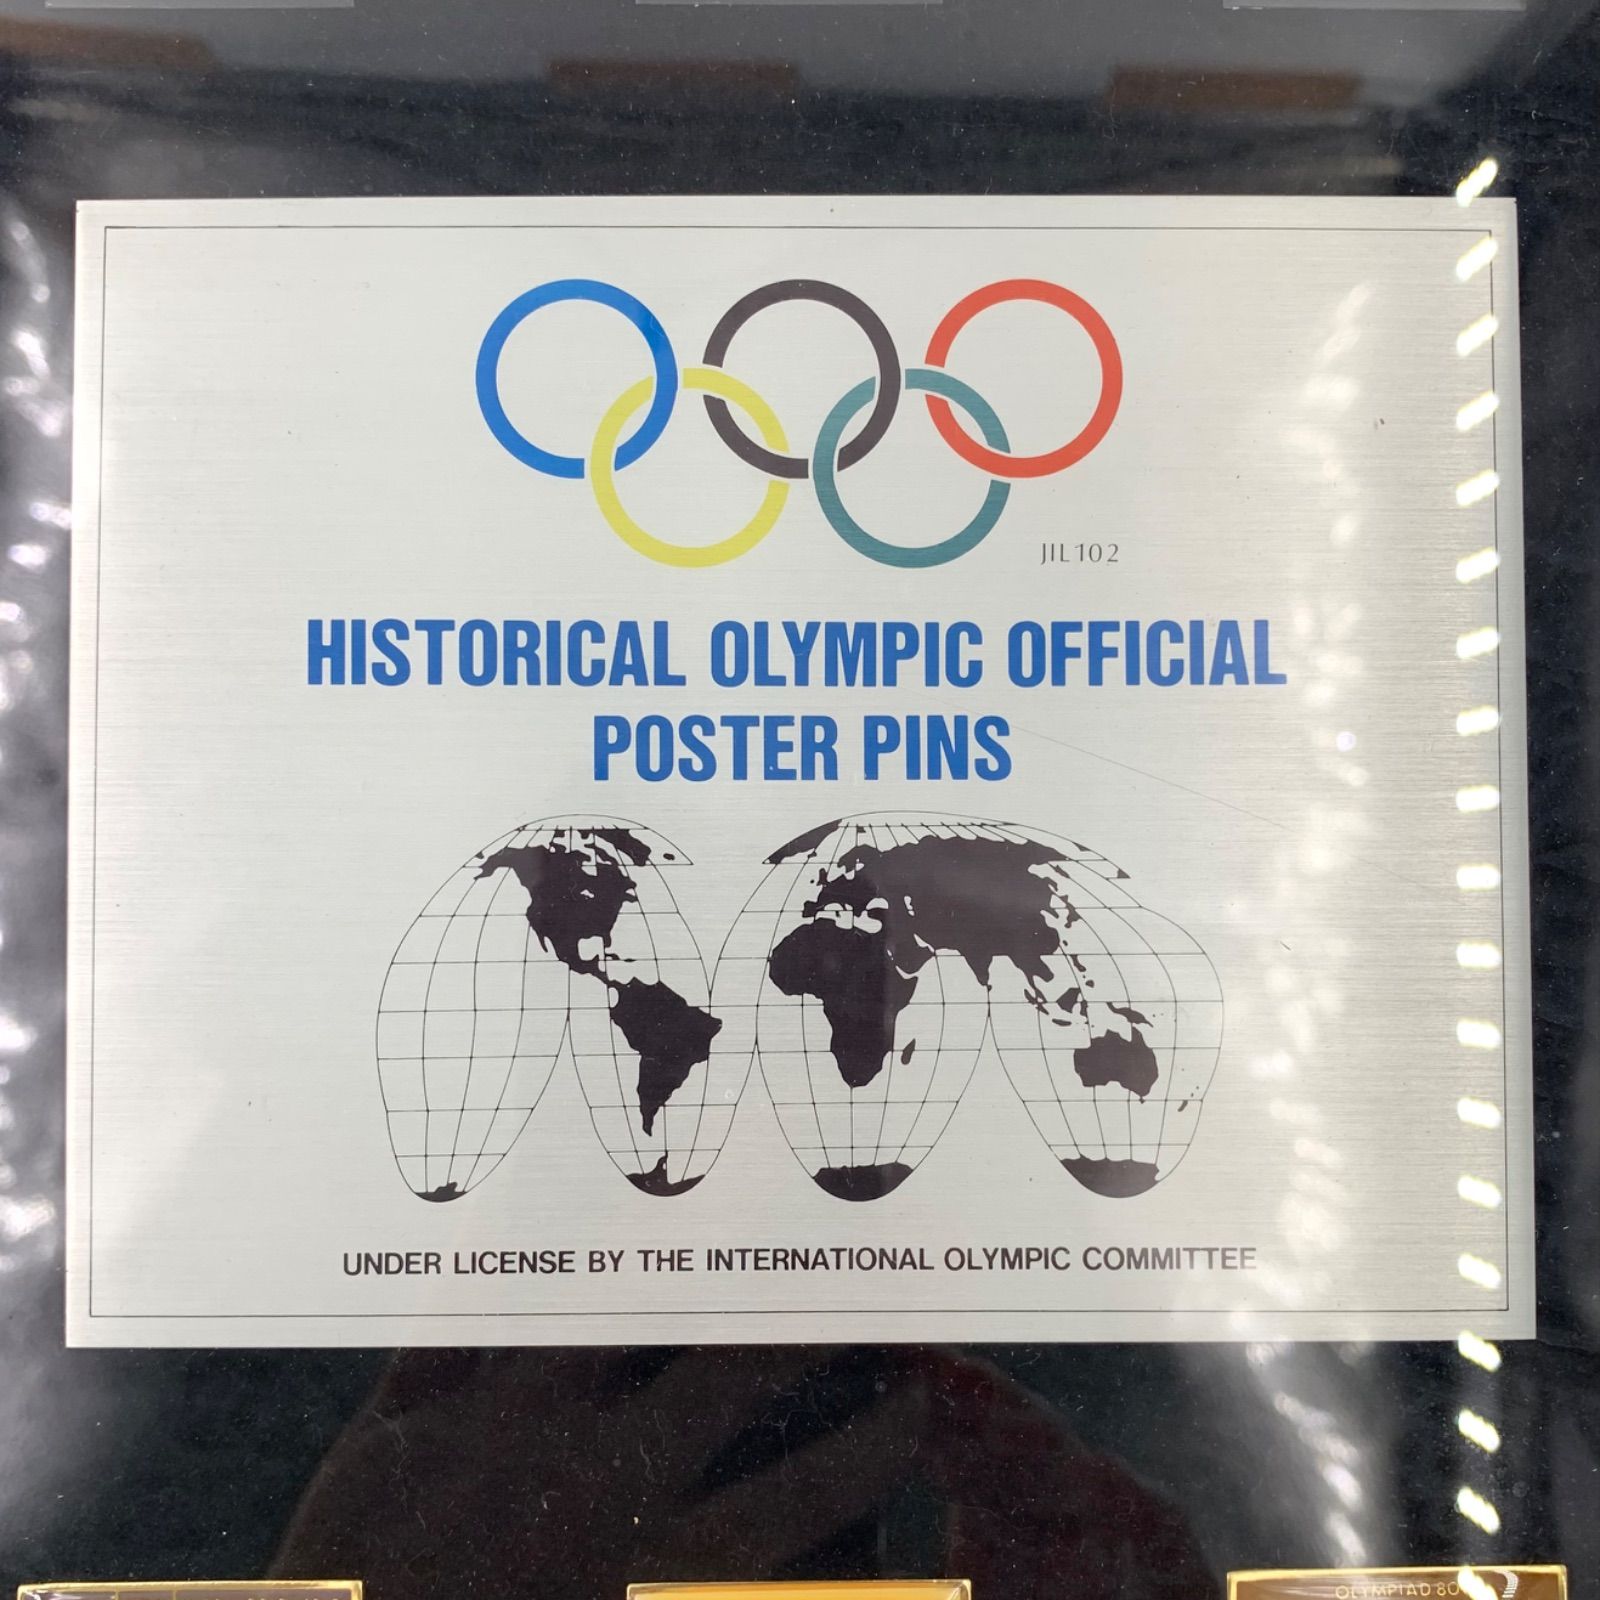 JIL102
HISTORICAL OLYMPIC OFFICIAL
POSTER PINS
UNDER LICENSE BY THE INTERNATIONAL OLYMPIC COMMITTEE
OLYMPIAD 80